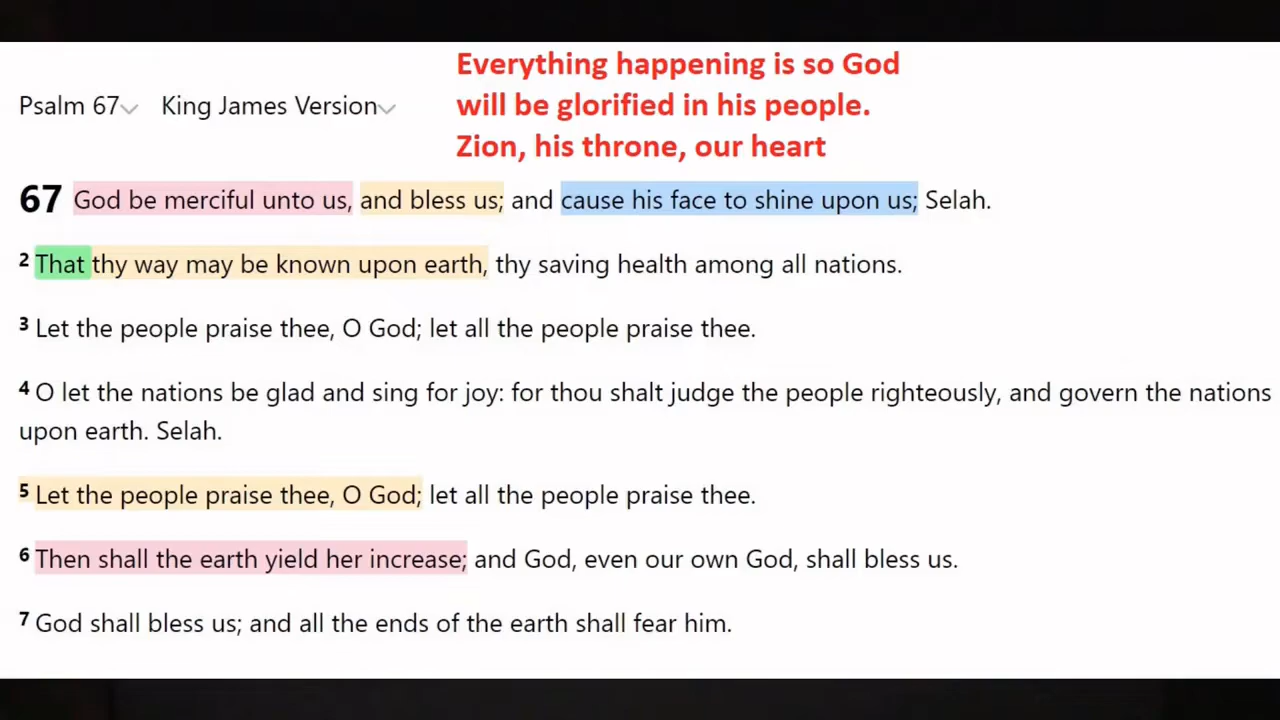 Everything happening is so God
will be glorified in his people.
Zion, his throne, our heart
Psalm 67 King James Version
67 God be merciful unto us, and bless us; and cause his face to shine upon us; Selah.
2 That thy way may be known upon earth, thy saving health among all nations.
3 Let the people praise thee, O God; let all the people praise thee.
4 O let the nations be glad and sing for joy: for thou shalt judge the people righteously, and govern the nations
upon earth. Selah.
5 Let the people praise thee, O God; let all the people praise thee.
6 Then shall the earth yield her increase; and God, even our own God, shall bless us.
7 God shall bless us; and all the ends of the earth shall fear him.